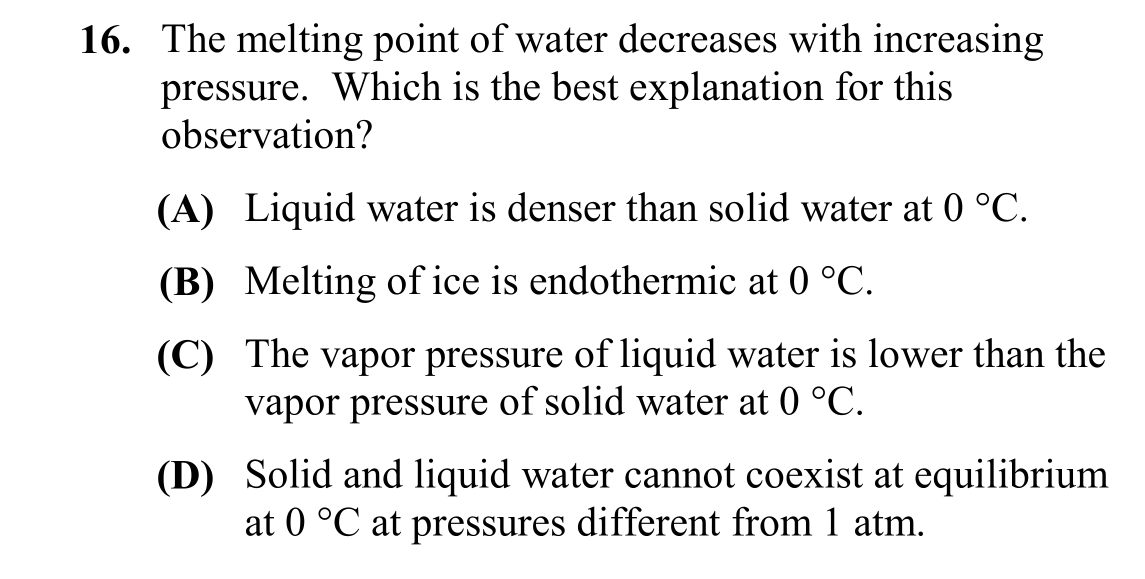 16. The melting point of water decreases with increasing
pressure. Which is the best explanation for this
observation?
(A) Liquid water is denser than solid water at 0 °C.
(B) Melting of ice is endothermic at 0 °C.
(C) The vapor pressure of liquid water is lower than the
vapor pressure of solid water at 0 °C.
(D) Solid and liquid water cannot coexist at equilibrium
at 0 °C at pressures different from 1 atm.